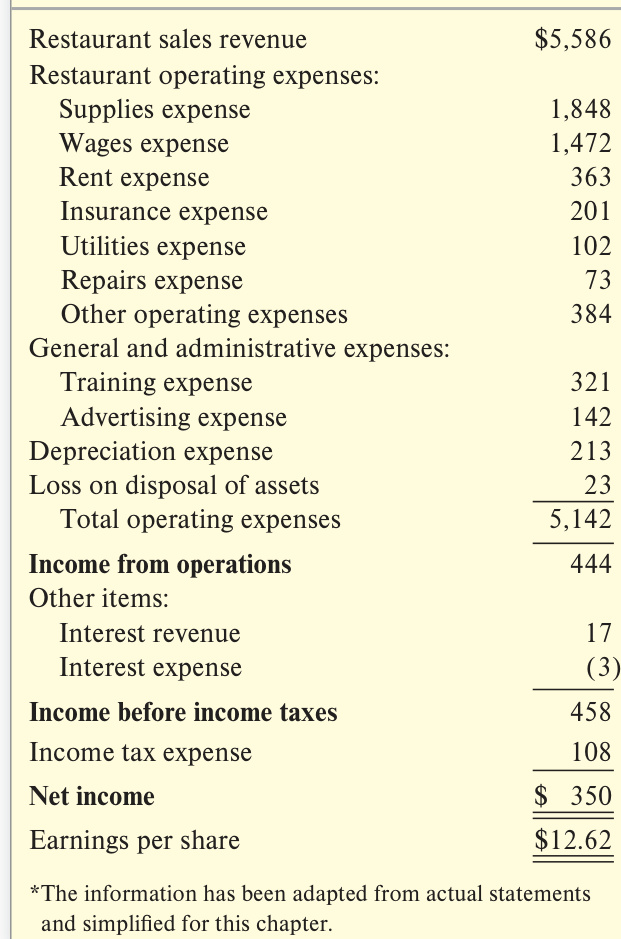 Restaurant sales revenue $5,586
Restaurant operating expenses:
Supplies expense 1,848
Wages expense 1,472
Rent expense 363
Insurance expense 201
Utilities expense 102
Repairs expense 73
Other operating expenses 384
General and administrative expenses:
Training expense 321
Advertising expense 142
Depreciation expense 213
Loss on disposal of assets 23
Total operating expenses 5,142
Income from operations 444
Other items:
Interest revenue 17
Interest expense (3)
Income before income taxes 458
Income tax expense 108
Net income $ 350
Earnings per share $12.62
*The information has been adapted from actual statements
and simplified for this chapter.